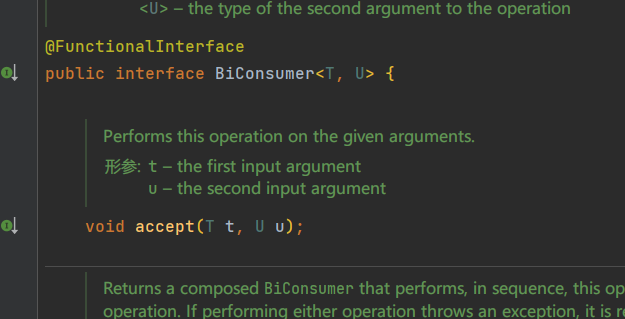 <U> – the type of the second argument to the operation
@FunctionalInterface
public interface BiConsumer<T, U> {
Performs this operation on the given arguments.
形参: t – the first input argument
u – the second input argument
void accept(T t, U u);
Returns a composed BiConsumer that performs, in sequence, this op
operation. If performing either operation throws an exception, it is re